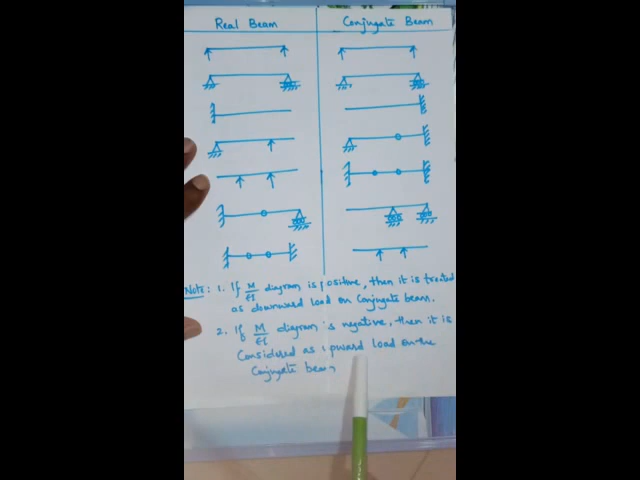 Real Beam
Conjugate Beam
Note: 1. If M/EI diagram is positive, then it is treated
as downward load on Conjugate beam.
2. If M/EI diagram is negative, then it is
Considered as upward load on the
Conjugate beam